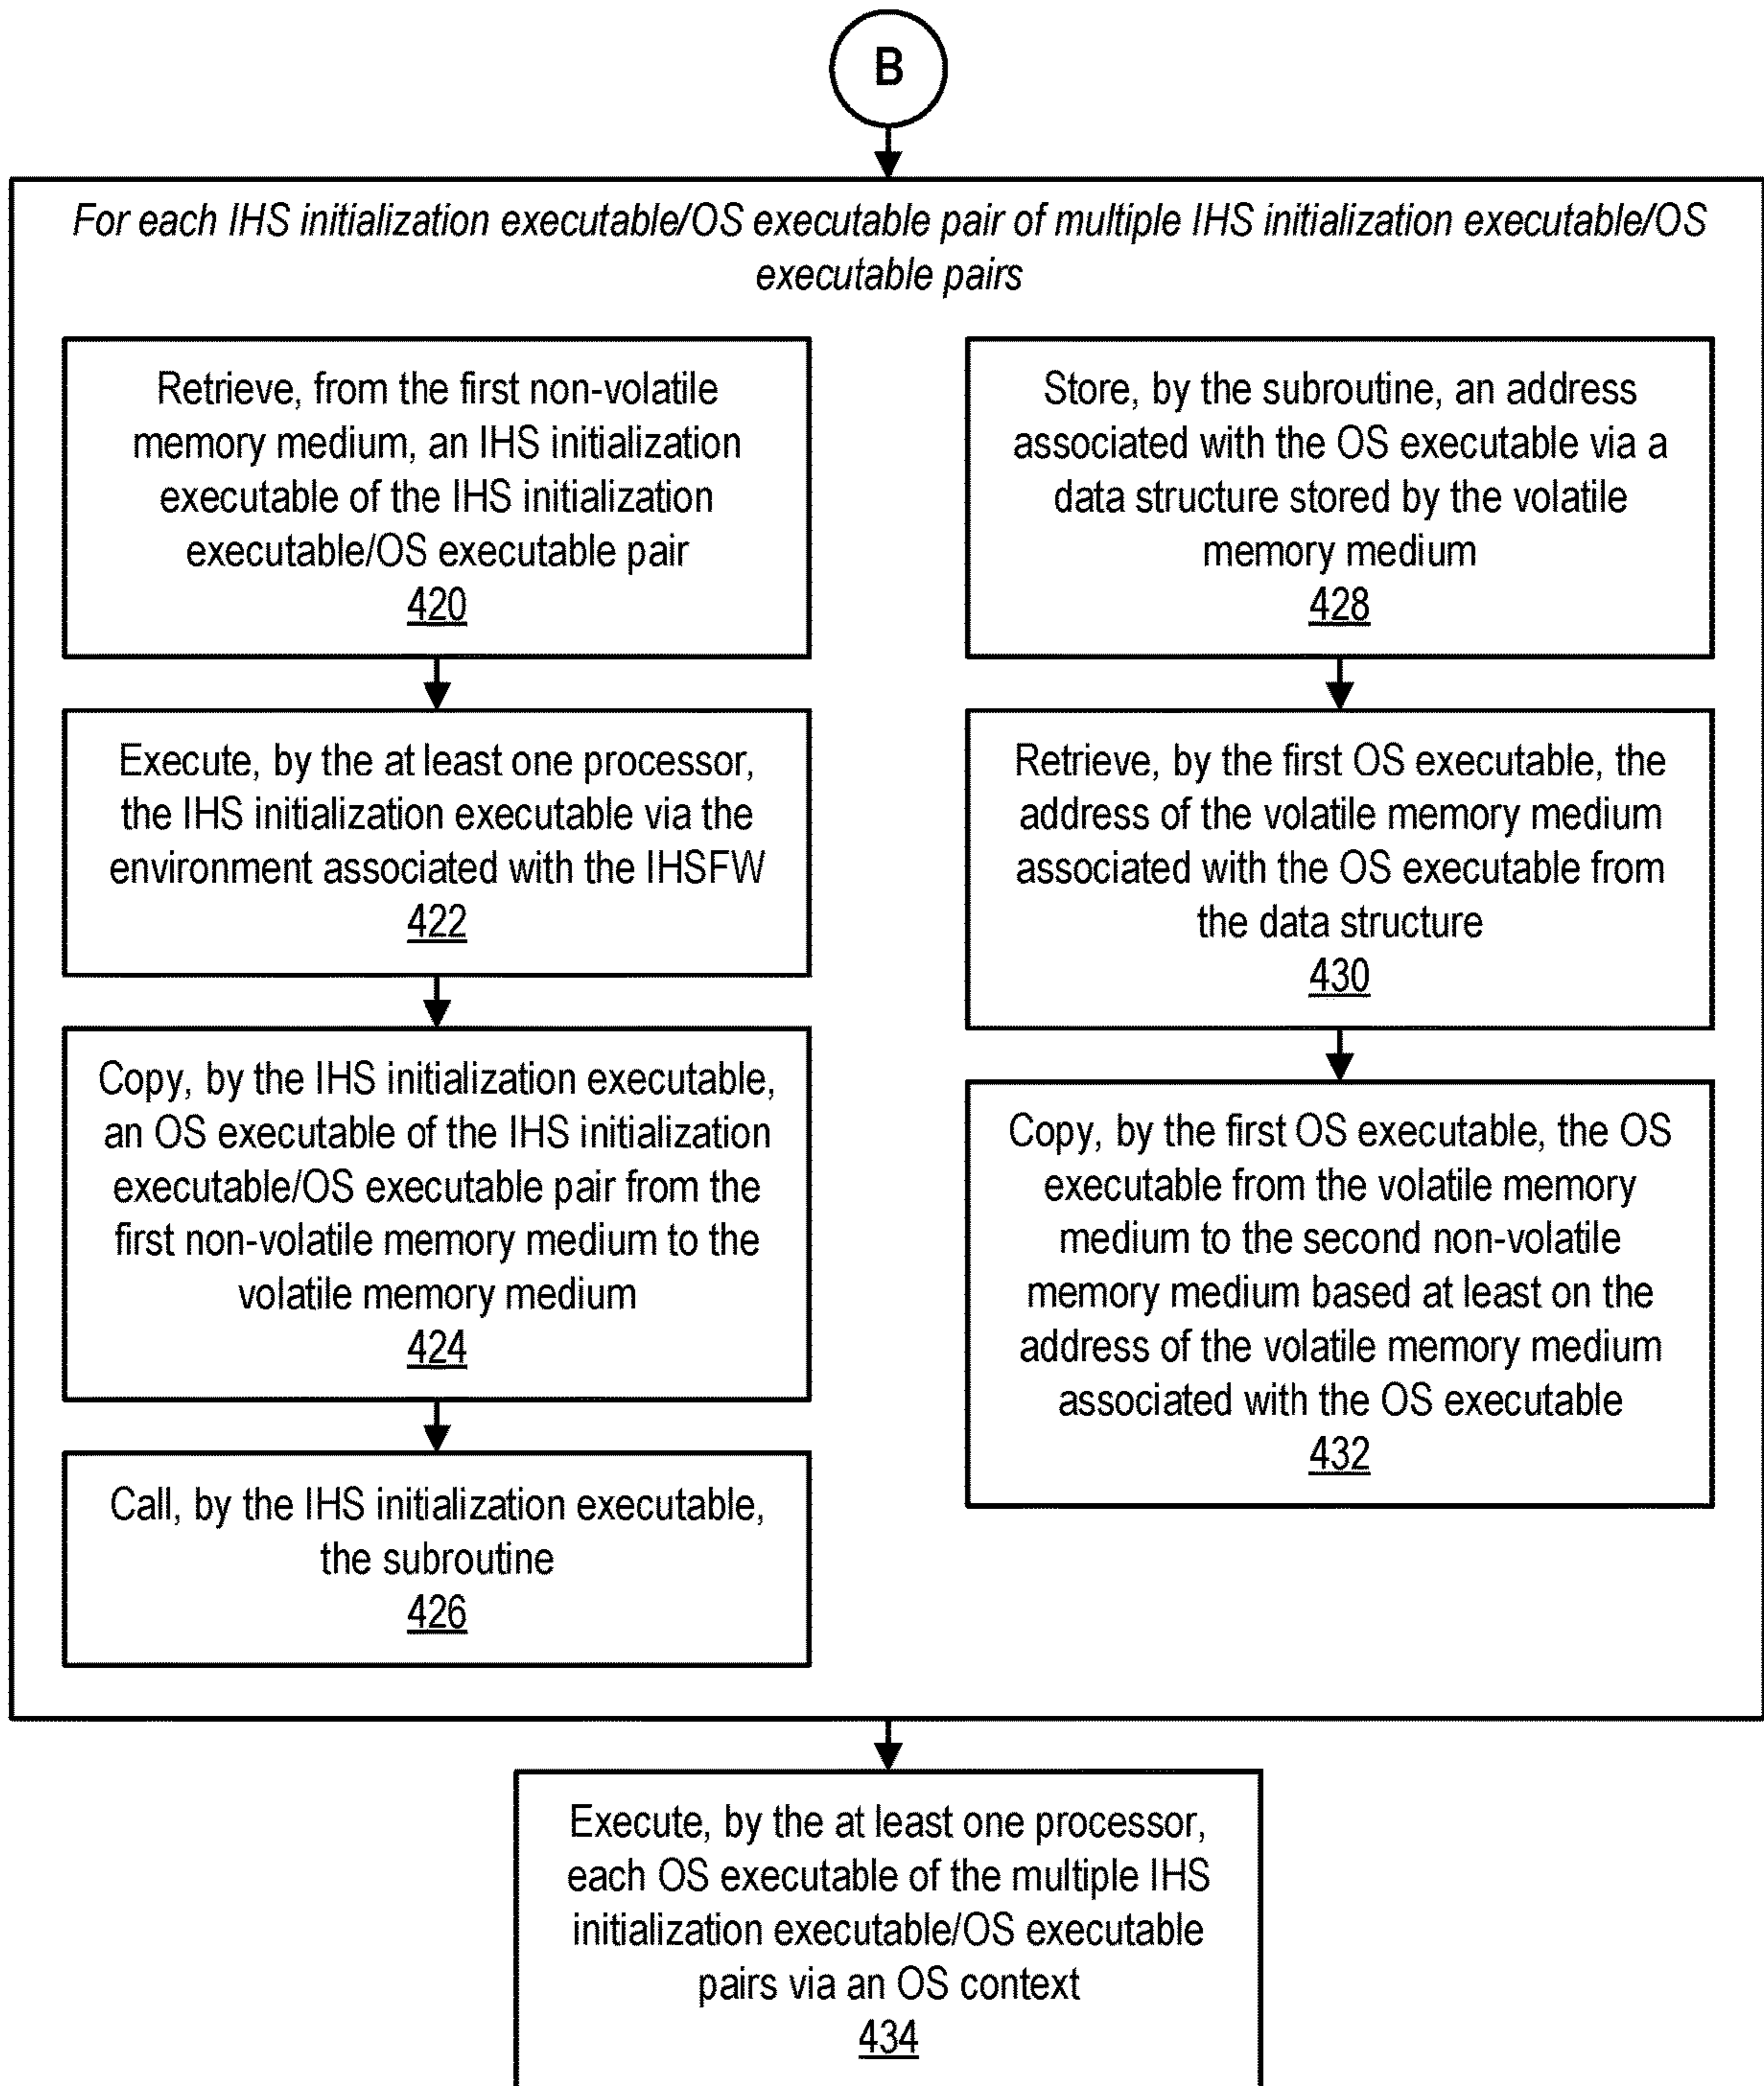 B
For each IHS initialization executable/OS executable pair of multiple IHS initialization executable/OS
executable pairs
Retrieve, from the first non-volatile
memory medium, an IHS initialization
executable of the IHS initialization
executable/OS executable pair
420
Execute, by the at least one processor,
the IHS initialization executable via the
environment associated with the IHSFW
422
Copy, by the IHS initialization executable,
an OS executable of the IHS initialization
executable/OS executable pair from the
first non-volatile memory medium to the
volatile memory medium
424
Call, by the IHS initialization executable,
the subroutine
426
Store, by the subroutine, an address
associated with the OS executable via a
data structure stored by the volatile
memory medium
428
Retrieve, by the first OS executable, the
address of the volatile memory medium
associated with the OS executable from
the data structure
430
Copy, by the first OS executable, the OS
executable from the volatile memory
medium to the second non-volatile
memory medium based at least on the
address of the volatile memory medium
associated with the OS executable
432
Execute, by the at least one processor,
each OS executable of the multiple IHS
initialization executable/OS executable
pairs via an OS context
434